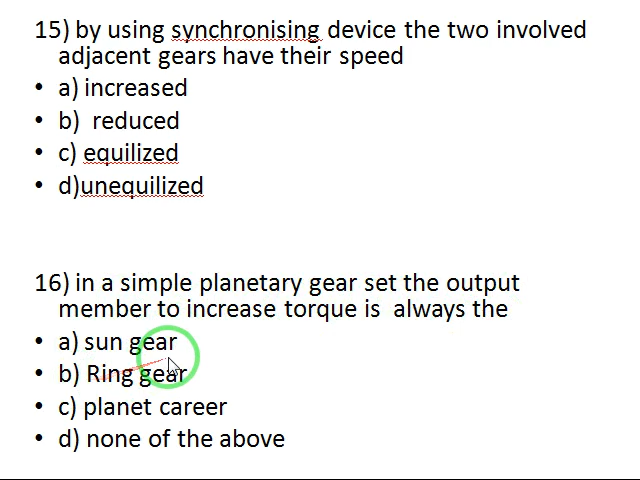 15) by using synchronising device the two involved
adjacent gears have their speed
• a) increased
• b) reduced
• c) equilized
• d)unequilized
16) in a simple planetary gear set the output
member to increase torque is always the
• a) sun gear
• b) Ring gear
• c) planet career
• d) none of the above